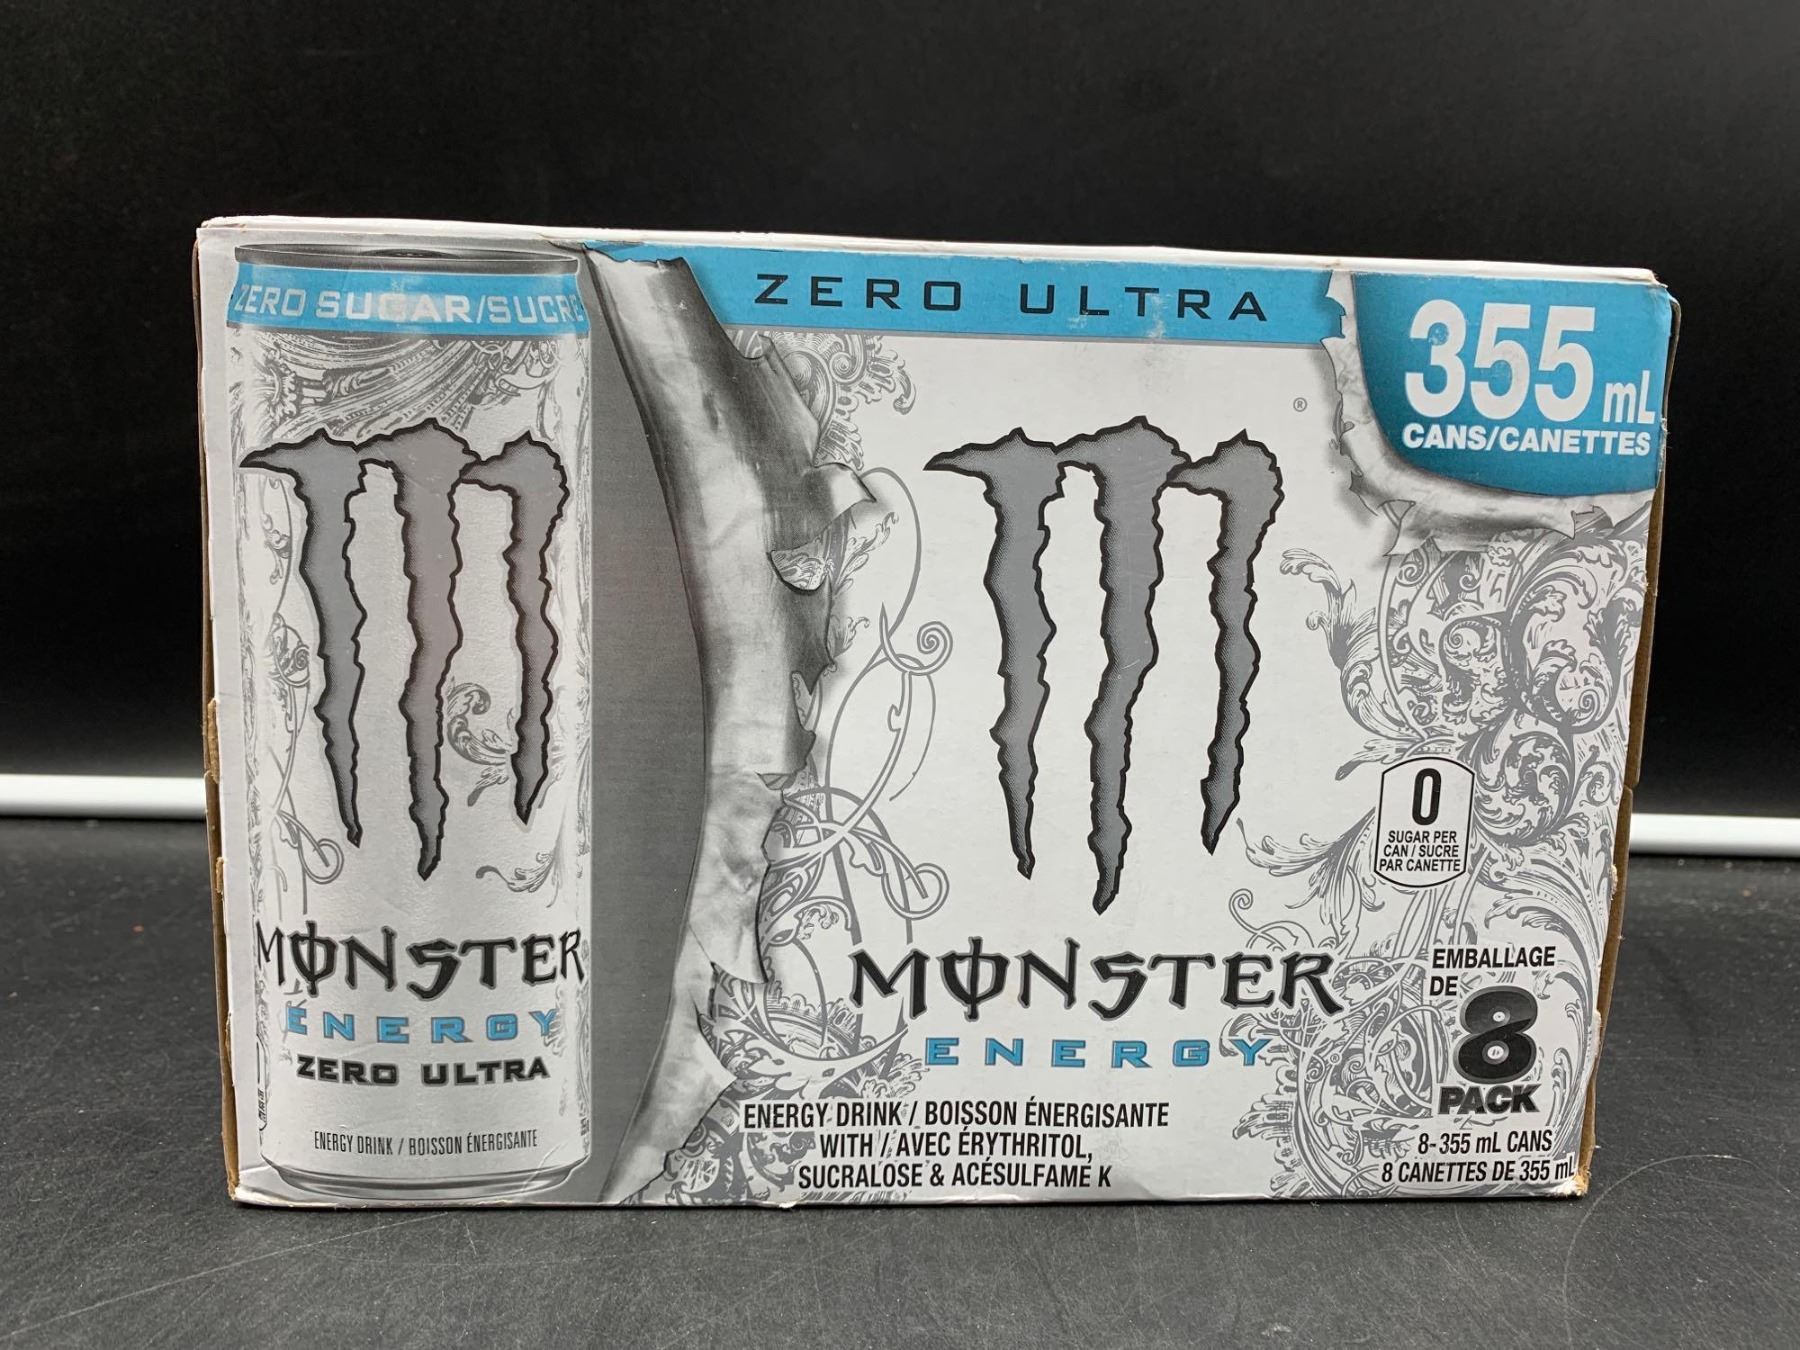 ZERO SUGAR/SUCRE
MONSTER
ENERGY
ZERO ULTRA
ENERGY DRINK / BOISSON ÉNERGISANTE
ZERO ULTRA
355 mL
CANS/CANETTES
®
0
SUGAR PER
CAN / SUCRE
PAR CANETTE
MONSTER
ENERGY
ENERGY DRINK / BOISSON ÉNERGISANTE
WITH / AVEC ÉRYTHRITOL,
SUCRALOSE & ACÉSULFAME K
EMBALLAGE
DE
8
PACK
8-355 mL CANS
8 CANETTES DE 355 mL